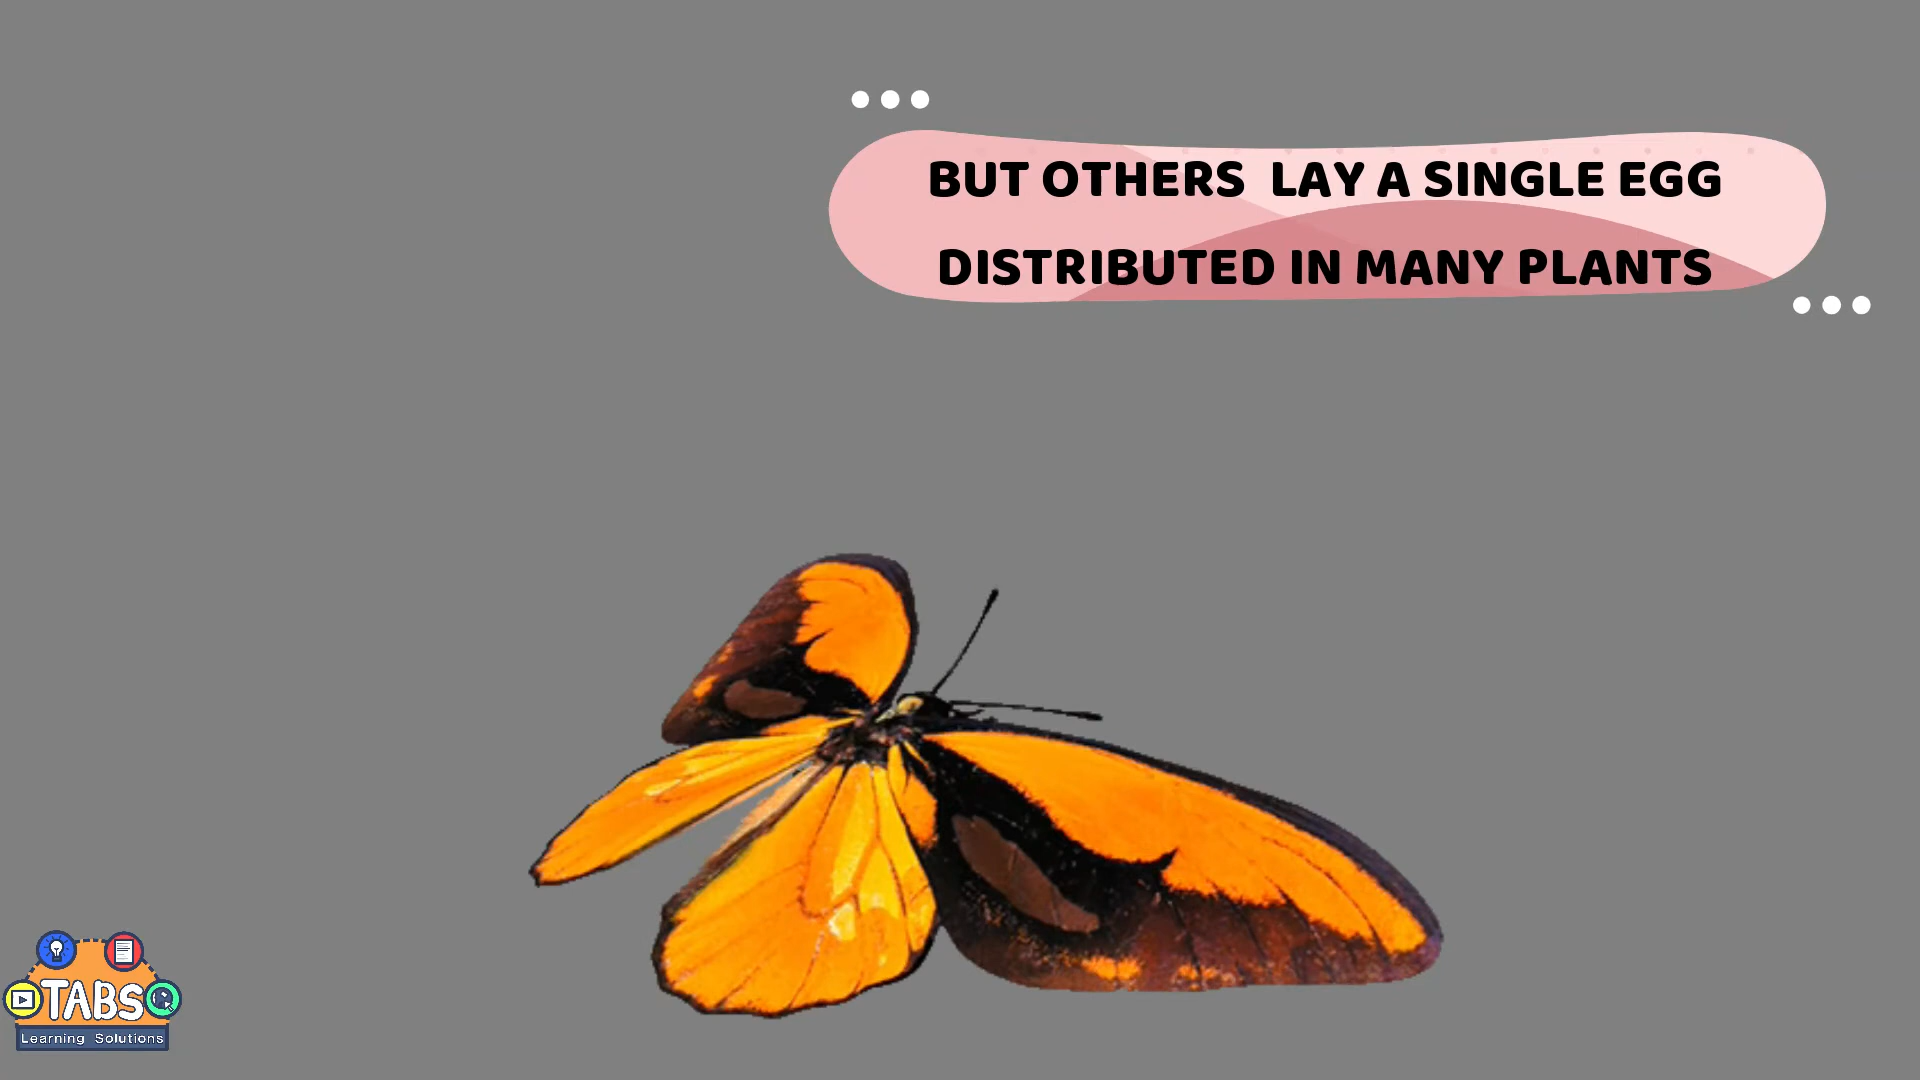 BUT OTHERS LAY A SINGLE EGG
DISTRIBUTED IN MANY PLANTS
TABS
Learning Solutions